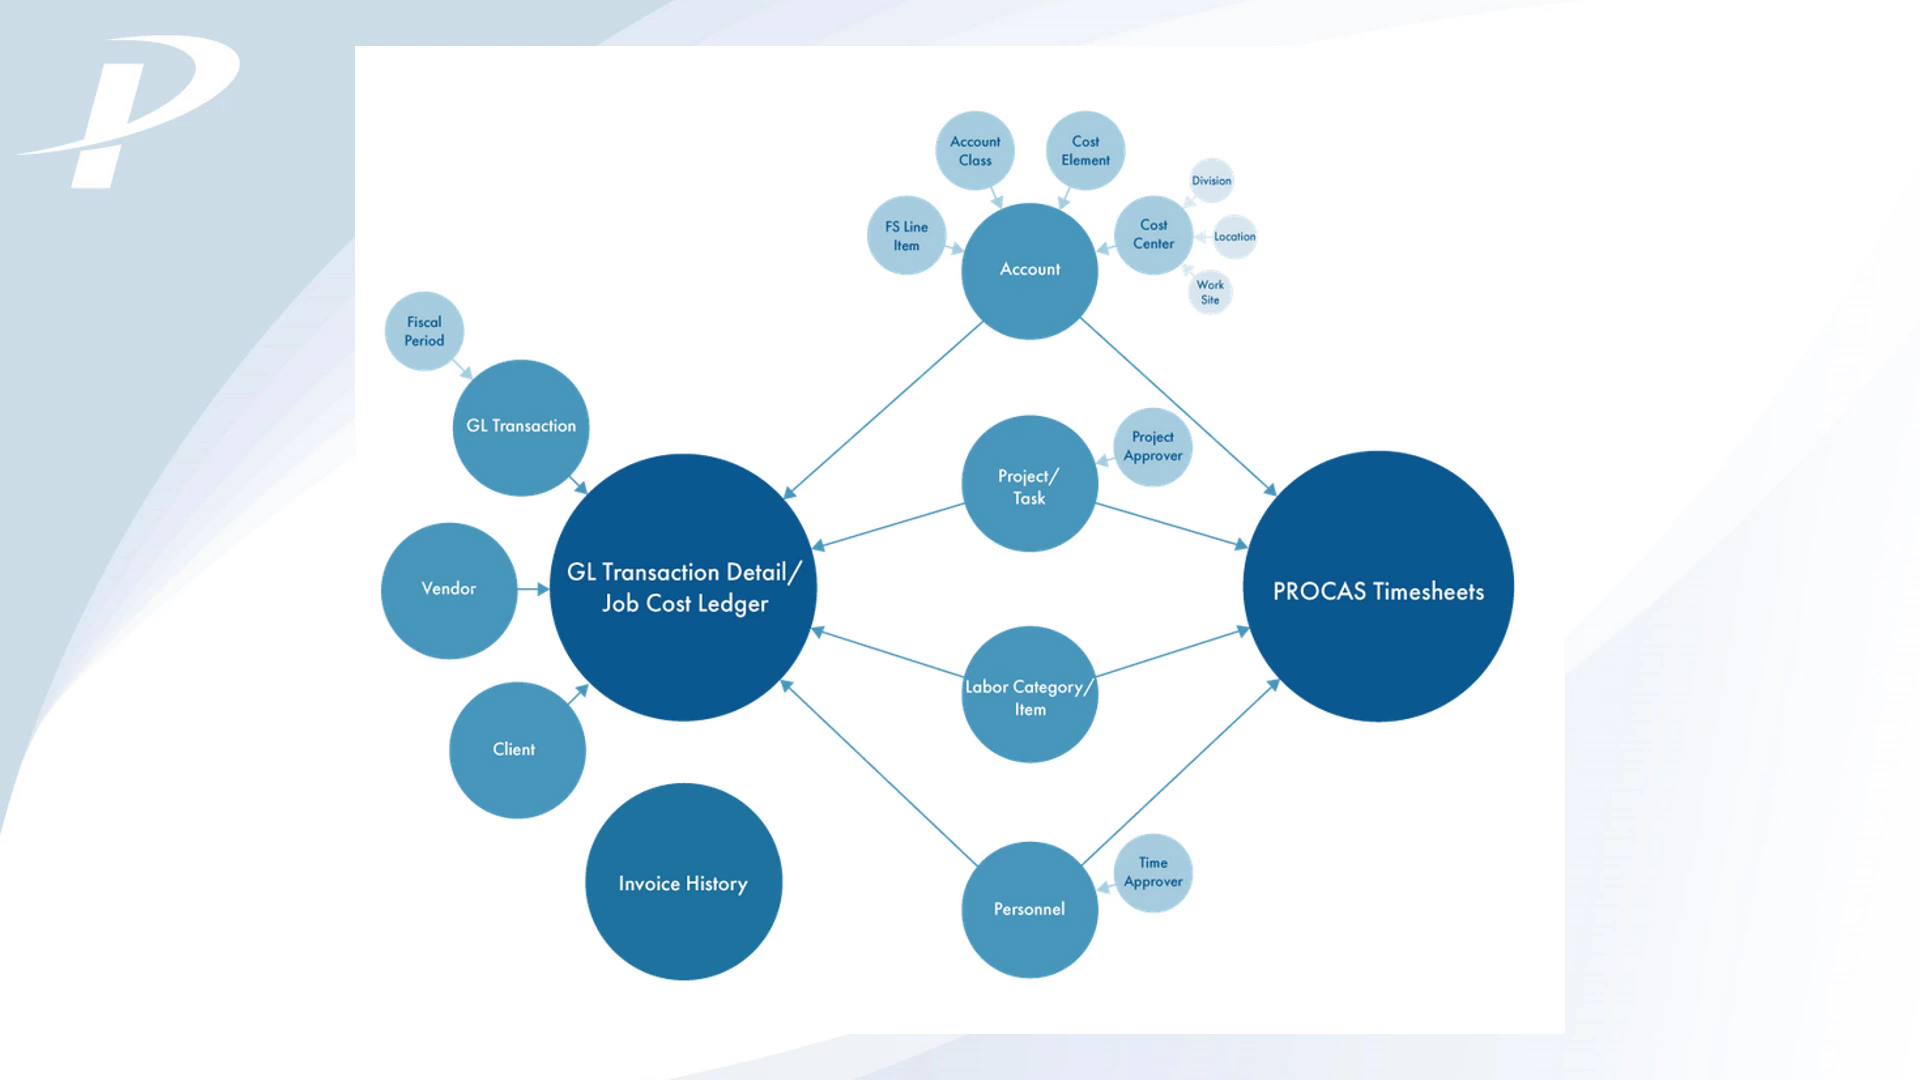 Account
Class
Cost
Element
Division
FS Line
Item
Cost
Center
Location
Account
Work
Site
Fiscal
Period
GL Transaction
Project/
Task
Project
Approver
GL Transaction Detail/
Job Cost Ledger
Vendor
PROCAS Timesheets
Labor Category/
Item
Client
Invoice History
Personnel
Time
Approver